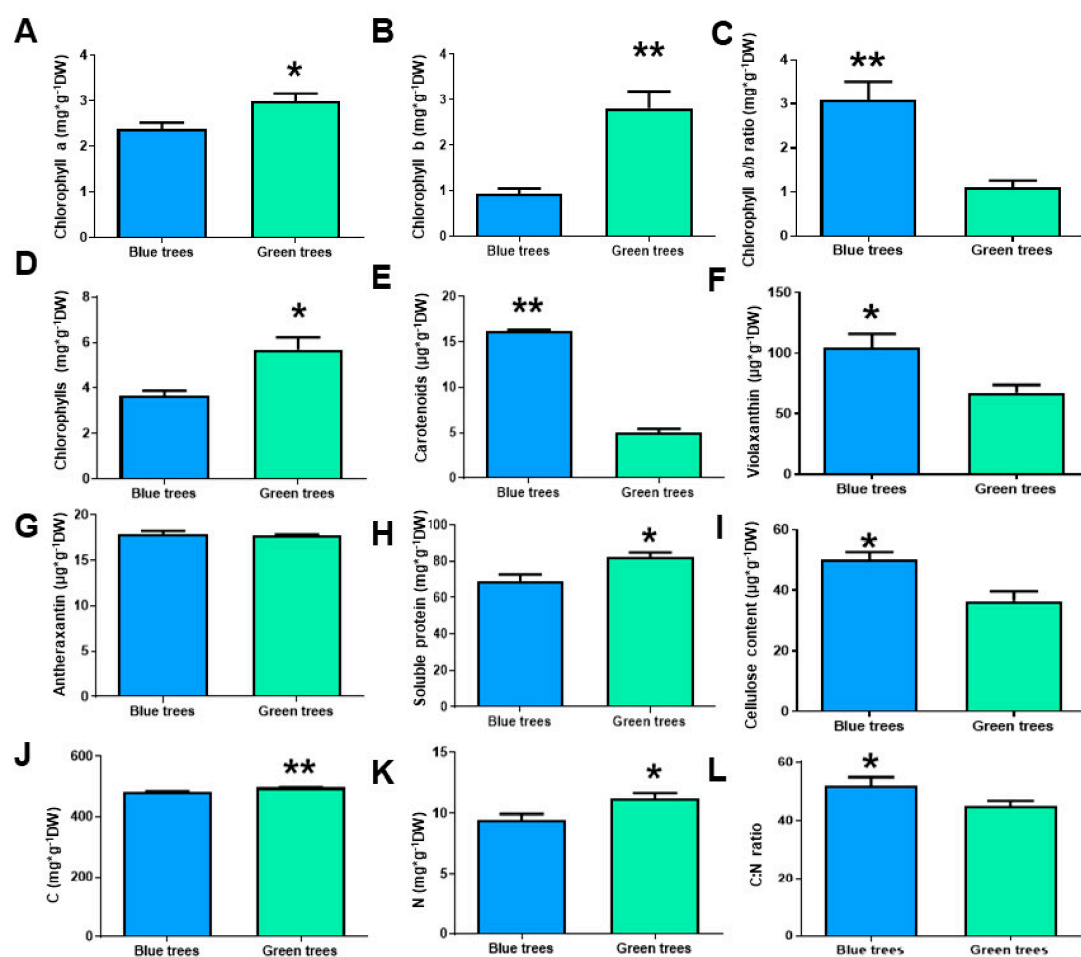 A
Chlorophyll a (mg*g⁻¹DW)
4
3
2
1
0
*
Blue trees
Green trees
B
Chlorophyll b (mg*g⁻¹DW)
4
3
2
1
0
**
Blue trees
Green trees
C
Chlorophyll a/b ratio (mg*g⁻¹DW)
4
3
2
1
0
**
Blue trees
Green trees
D
Chlorophylls (mg*g⁻¹DW)
8
6
4
2
0
*
Blue trees
Green trees
E
Carotenoids (µg*g⁻¹DW)
20
15
10
5
0
**
Blue trees
Green trees
F
Violaxanthin (µg*g⁻¹DW)
150
100
50
0
*
Blue trees
Green trees
G
Antheraxantin (µg*g⁻¹DW)
20
15
10
5
0
Blue trees
Green trees
H
Soluble protein (mg*g⁻¹DW)
100
80
60
40
20
0
*
Blue trees
Green trees
I
Cellulose content (µg*g⁻¹DW)
60
40
20
0
*
Blue trees
Green trees
J
C (mg*g⁻¹DW)
600
400
200
0
**
Blue trees
Green trees
K
N (mg*g⁻¹DW)
15
10
5
0
*
Blue trees
Green trees
L
C:N ratio
60
40
20
0
*
Blue trees
Green trees